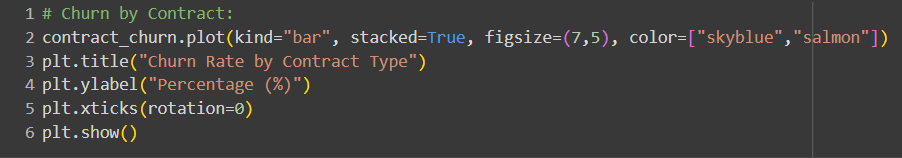 1 # Churn by Contract:
2 contract_churn.plot(kind="bar", stacked=True, figsize=(7,5), color=["skyblue","salmon"])
3 plt.title("Churn Rate by Contract Type")
4 plt.ylabel("Percentage (%)")
5 plt.xticks(rotation=0)
6 plt.show()